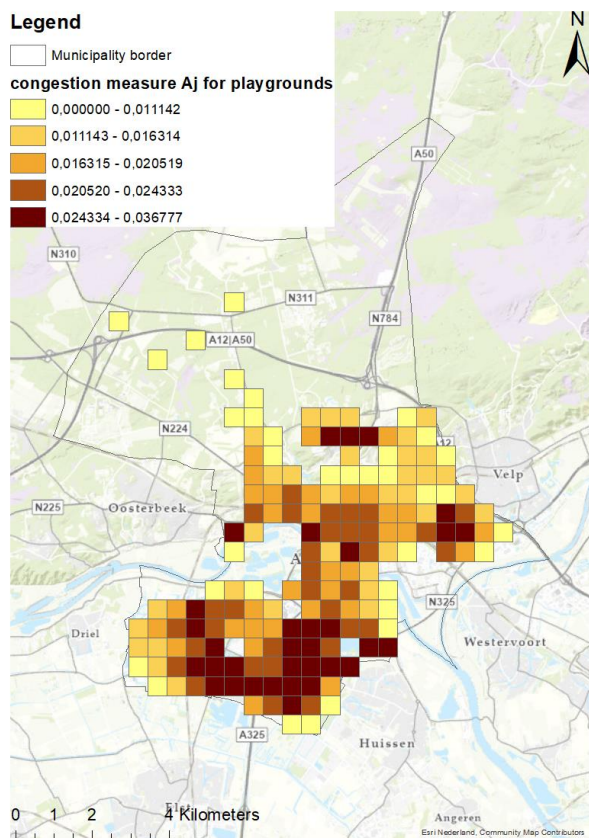 Legend
Municipality border
congestion measure Aj for playgrounds
0,000000 - 0,011142
0,011143 - 0,016314
0,016315 - 0,020519
0,020520 - 0,024333
0,024334 - 0,036777
N
A50
N310
N311
N784
A12|A50
N224
A12
Velp
N225
Oosterbeek
A
N325
Driel
Westervoort
A325
Huissen
0 1 2 4 Kilometers
Angeren
Esri Nederland, Community Map Contributors